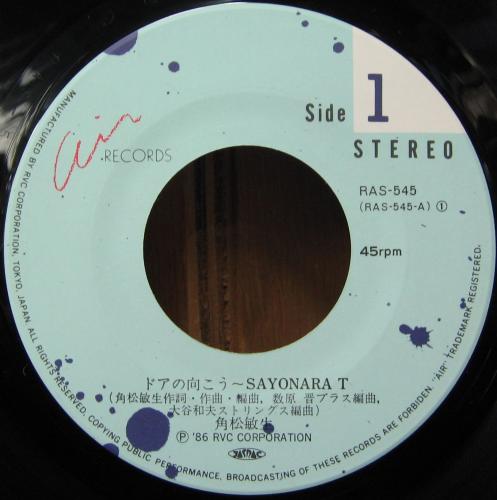 Side 1
STEREO
Air RECORDS
RAS-545
(RAS-545-A) ①
45rpm
ドアの向こう～SAYONARA T
(角松敏生作詞・作曲・編曲, 数原 晋ブラス編曲,
大谷和夫ストリングス編曲)
角松敏生
Ⓟ '86 RVC CORPORATION
JASRAC
MANUFACTURED BY RVC CORPORATION, TOKYO, JAPAN. ALL RIGHTS RESERVED. UNAUTHORIZED COPYING, PUBLIC PERFORMANCE, BROADCASTING OF THESE RECORDS ARE FORBIDDEN. "AIR" TRADEMARK REGISTERED.